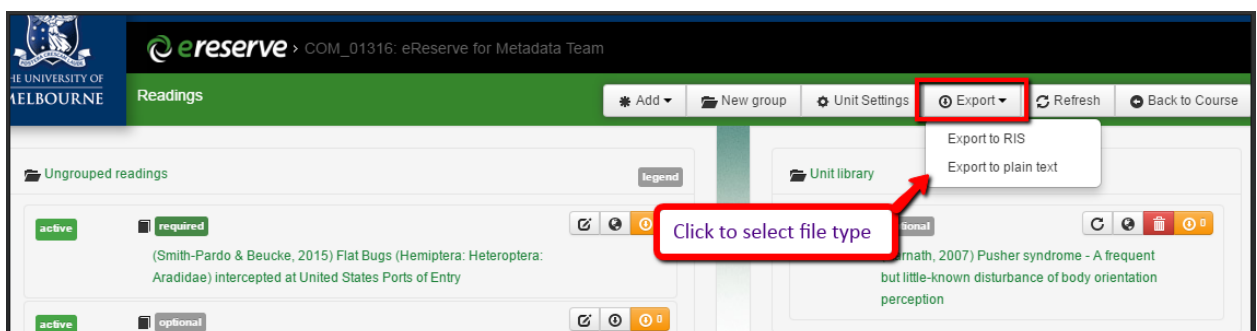 HE UNIVERSITY OF
MELBOURNE
ereserve › COM_01316: eReserve for Metadata Team
Readings
Add
New group
Unit Settings
Export
Refresh
Back to Course
Export to RIS
Export to plain text
Ungrouped readings
legend
Unit library
Click to select file type
active
required
(Smith-Pardo & Beucke, 2015) Flat Bugs (Hemiptera: Heteroptera:
Aradidae) intercepted at United States Ports of Entry
tional
0
rnath, 2007) Pusher syndrome - A frequent
but little-known disturbance of body orientation
perception
active
optional
0